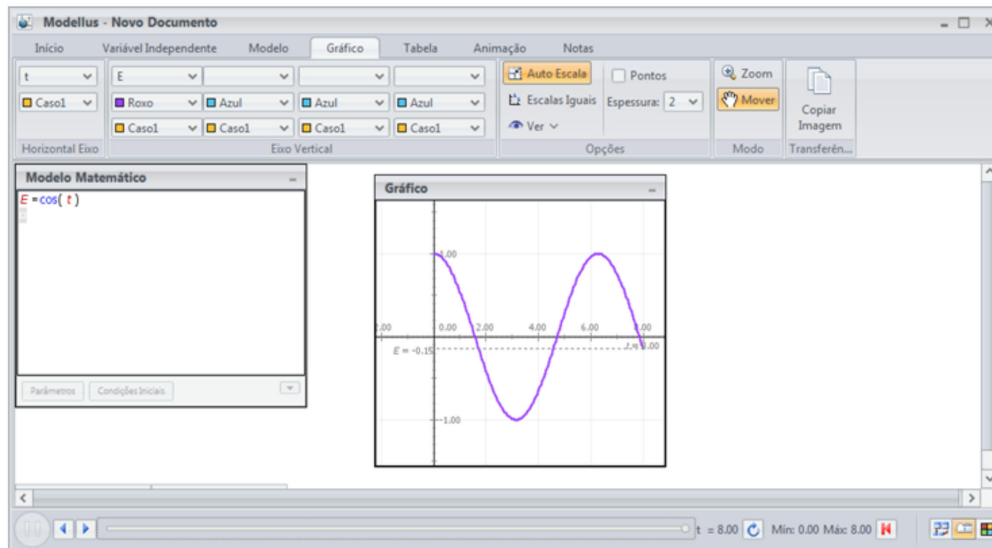 Modellus - Novo Documento
Início Variável Independente Modelo Gráfico Tabela Animação Notas
t E Auto Escala Pontos Zoom
Caso1 Roxo Azul Azul Azul Escalas Iguais Espessura: 2 Mover Copiar Imagem
Caso1 Caso1 Caso1 Caso1 Ver
Horizontal Eixo Eixo Vertical Opções Modo Transferên...
Modelo Matemático
E =cos( t )
Parâmetros Condições Iniciais
Gráfico
1.00
2.00 0.00 2.00 4.00 6.00 8.00
E = -0.15
-1.00
t = 8.00 Min: 0.00 Máx: 8.00